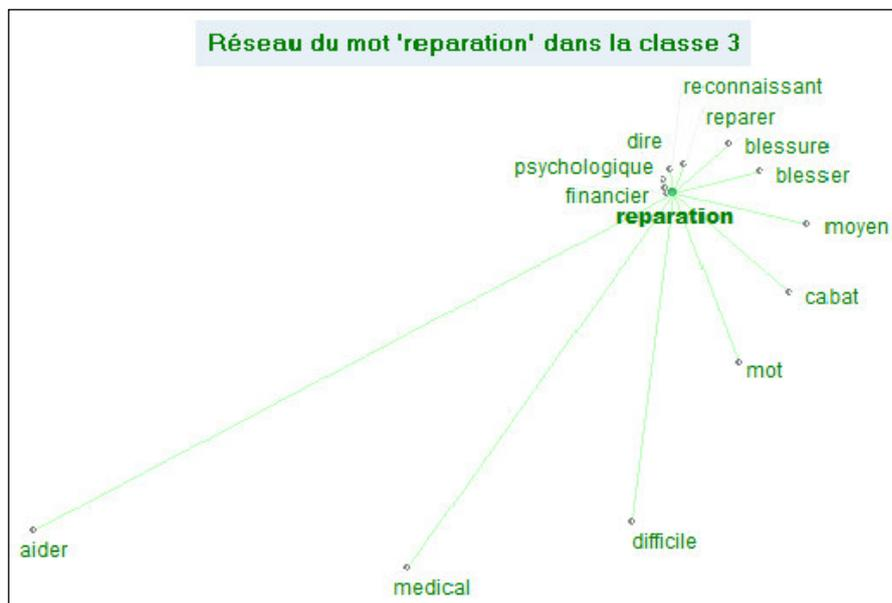 Réseau du mot 'reparation' dans la classe 3
reconnaissant
reparer
dire
blessure
psychologique
blesser
financier
reparation
moyen
cabat
mot
difficile
aider
medical